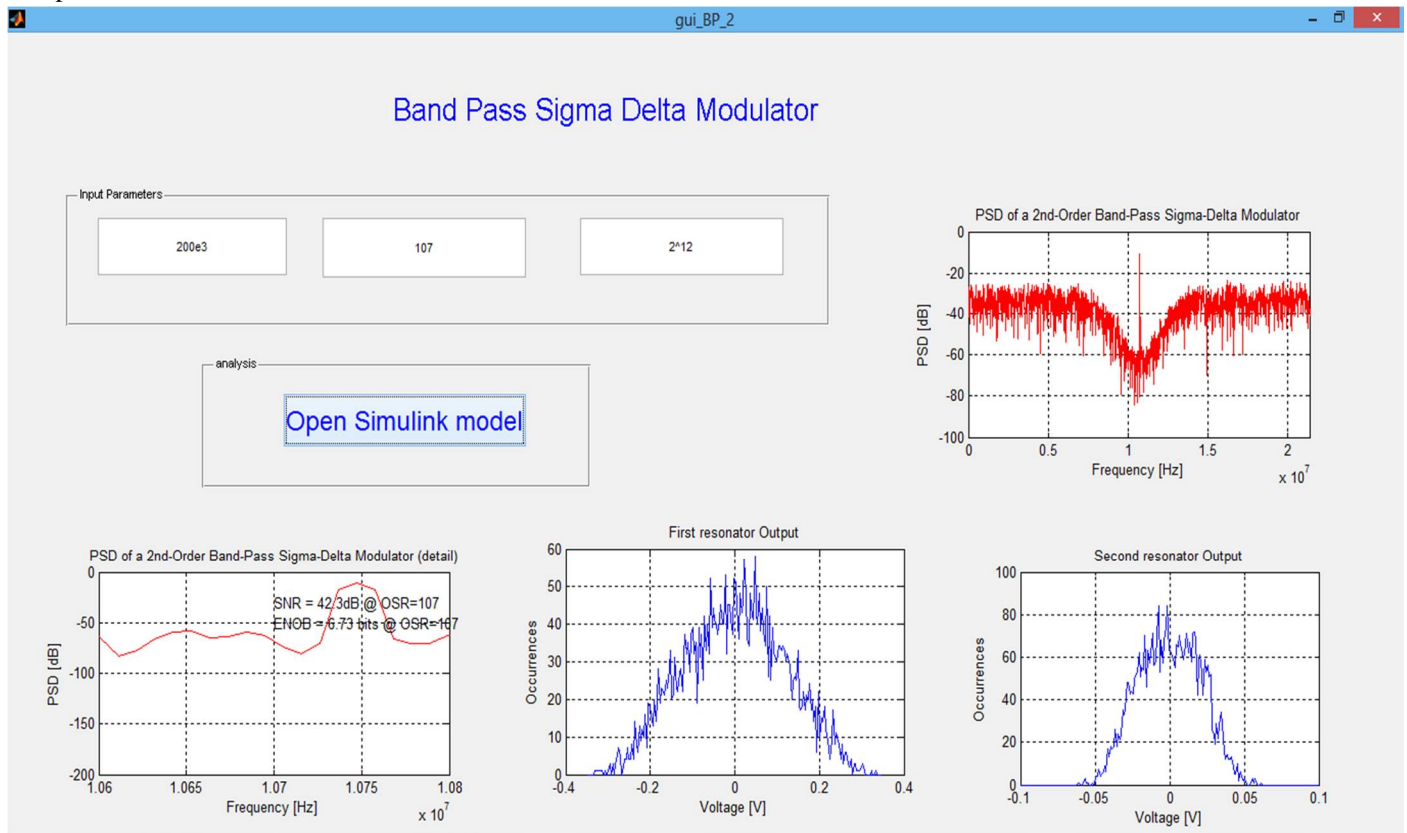 gui_BP_2
Band Pass Sigma Delta Modulator
Input Parameters
200e3
107
2^12
analysis
Open Simulink model
PSD of a 2nd-Order Band-Pass Sigma-Delta Modulator
PSD [dB]
0
-20
-40
-60
-80
-100
0 0.5 1 1.5 2
Frequency [Hz]
x 10^7
PSD of a 2nd-Order Band-Pass Sigma-Delta Modulator (detail)
SNR = 42.3dB @ OSR=107
ENOB = 6.73 bits @ OSR=107
PSD [dB]
0
-50
-100
-150
-200
1.06 1.065 1.07 1.075 1.08
Frequency [Hz]
x 10^7
First resonator Output
Occurrences
60
50
40
30
20
10
0
-0.4 -0.2 0 0.2 0.4
Voltage [V]
Second resonator Output
Occurrences
100
80
60
40
20
0
-0.1 -0.05 0 0.05 0.1
Voltage [V]